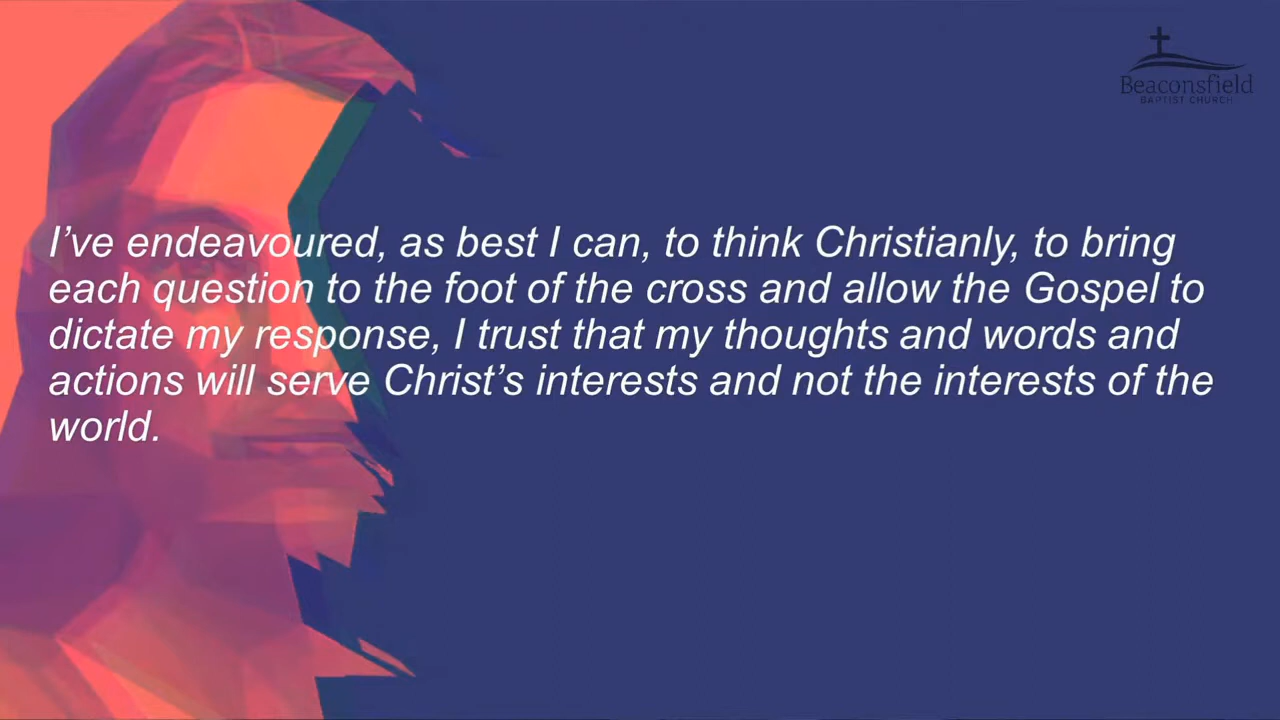 Beaconsfield
BAPTIST CHURCH
I’ve endeavoured, as best I can, to think Christianly, to bring
each question to the foot of the cross and allow the Gospel to
dictate my response, I trust that my thoughts and words and
actions will serve Christ’s interests and not the interests of the
world.